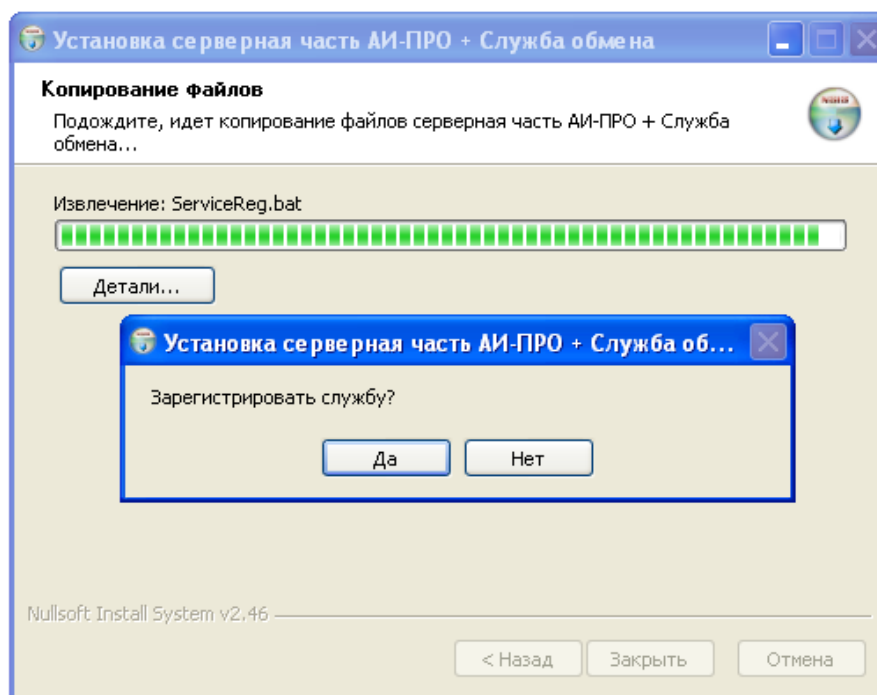 Установка серверная часть АИ-ПРО + Служба обмена
Копирование файлов
Подождите, идет копирование файлов серверная часть АИ-ПРО + Служба
обмена...
Извлечение: ServiceReg.bat
Детали...
Установка серверная часть АИ-ПРО + Служба об...
Зарегистрировать службу?
Да
Нет
Nullsoft Install System v2.46
< Назад
Закрыть
Отмена